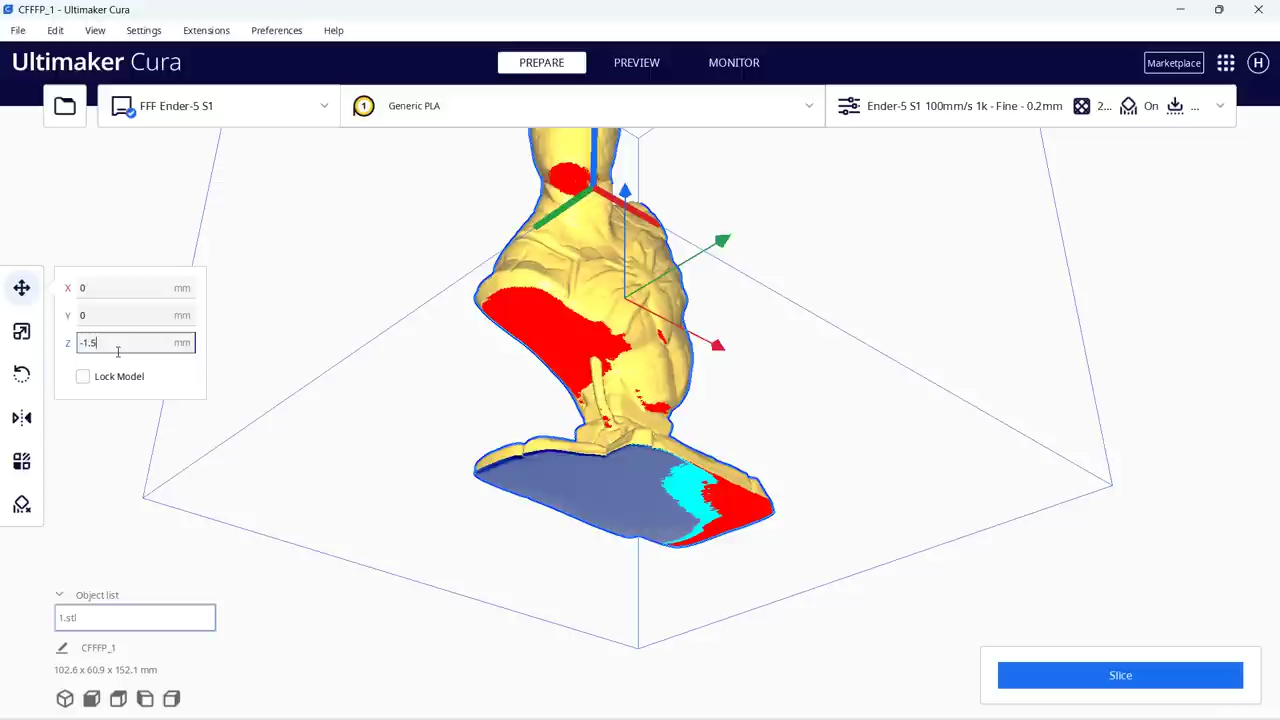 CFFFP_1 - Ultimaker Cura
File Edit View Settings Extensions Preferences Help
Ultimaker Cura
PREPARE PREVIEW MONITOR
Marketplace
H
FFF Ender-5 S1
1 Generic PLA
Ender-5 S1 100mm/s 1k - Fine - 0.2mm 2... On ...
X 0 mm
Y 0 mm
Z -1.5 mm
Lock Model
Object list
1.stl
CFFFP_1
102.6 x 60.9 x 152.1 mm
Slice